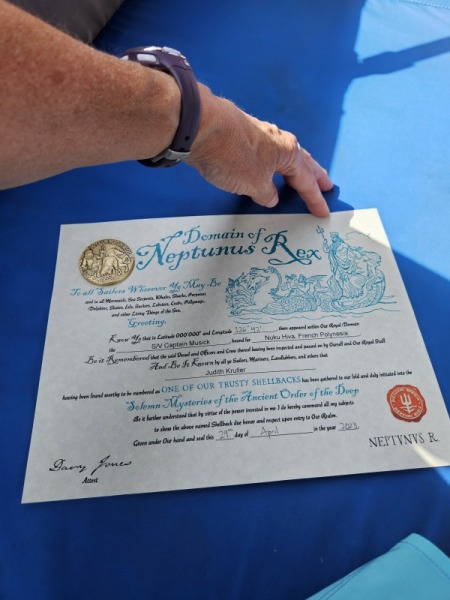 Domain of
Neptunus Rex
To all Sailors Wherever Ye May Be
and to all Mermaids, Sea Serpents, Whales, Sharks, Porpoises
Dolphins, Skates, Eels, Suckers, Lobsters, Crabs, Pollywogs,
and other Living Things of the Sea.
Greeting.
Know Ye that in Latitude 000°000" and Longitude 126° 42' there appeared within Our Royal Domain
the S/V Captain Musick bound for Nuku Hiva, French Polynesia
Be it Remembered that the said Vessel and Officers and Crew thereof having been inspected and passed on by Ourself and Our Royal Staff
And Be It Known by all ye Sailors, Marines, Landlubbers, and others that
Judith Kruller
having been found worthy to be numbered as ONE OF OUR TRUSTY SHELLBACKS has been gathered to our fold and duly initiated into the
Solemn Mysteries of the Ancient Order of the Deep
Be it further understood that by virtue of the power invested in me I do hereby command all my subjects
to show the above named Shellback due honor and respect upon entry to Our Realm.
Given under Our hand and seal this 29th day of April in the year 2023
Davy Jones
Attest
NEPTVNVS R.